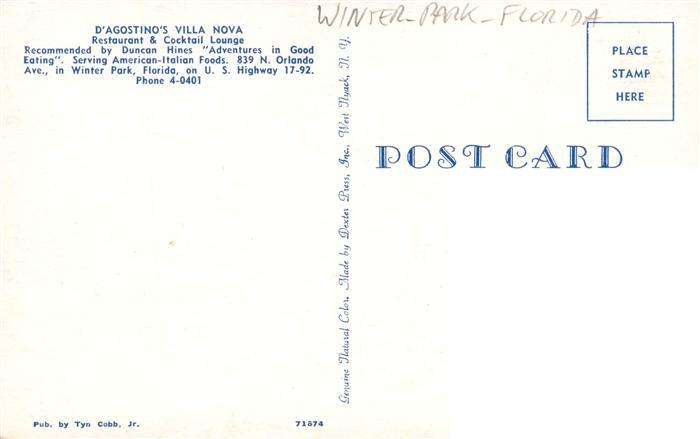 D'AGOSTINO'S VILLA NOVA
Restaurant & Cocktail Lounge
Recommended by Duncan Hines "Adventures in Good
Eating". Serving American-Italian Foods. 839 N. Orlando
Ave., in Winter Park, Florida, on U. S. Highway 17-92.
Phone 4-0401
WINTER-PARK-FLORIDA
PLACE
STAMP
HERE
POST CARD
Genuine Natural Color. Made by Dexter Press, Inc., West Nyack, N. Y.
Pub. by Tyn Cobb, Jr.
71874